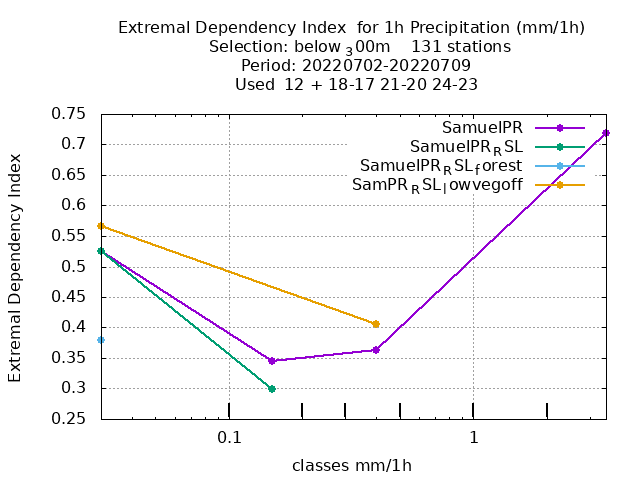 Extremal Dependency Index  for 1h Precipitation (mm/1h)
Selection: below ₃00m    131 stations
Period: 20220702-20220709
Used  12 + 18-17 21-20 24-23
0.75
0.7
0.65
0.6
0.55
0.5
0.45
0.4
0.35
0.3
0.25
Extremal Dependency Index
SamuelPR
SamuelPR_RSL
SamuelPR_RSL_forest
SamPR_RSL_lowvegoff
0.1
1
classes mm/1h